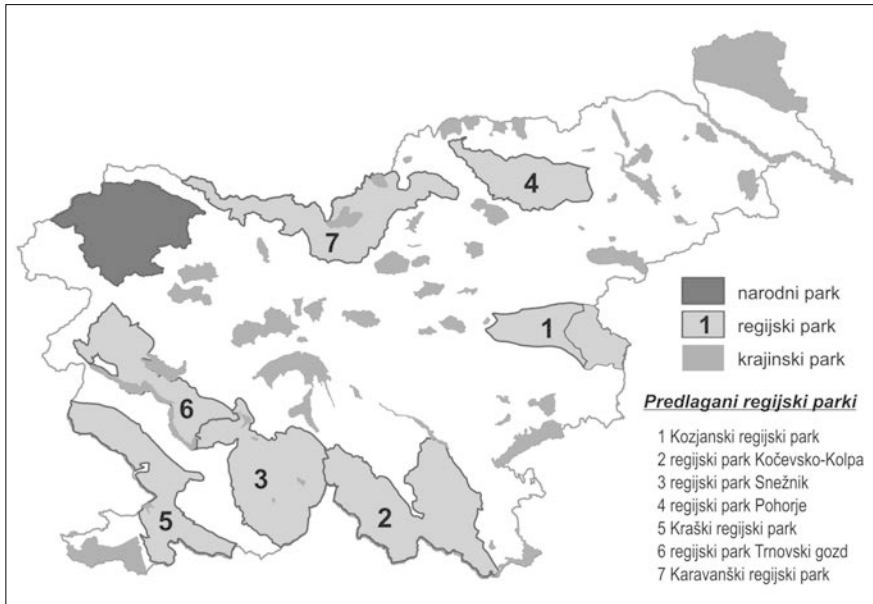 4
7
1
6
3
5
2
narodni park
1 regijski park
krajinski park
Predlagani regijski parki
1 Kozjanski regijski park
2 regijski park Kočevsko-Kolpa
3 regijski park Snežnik
4 regijski park Pohorje
5 Kraški regijski park
6 regijski park Trnovski gozd
7 Karavanški regijski park